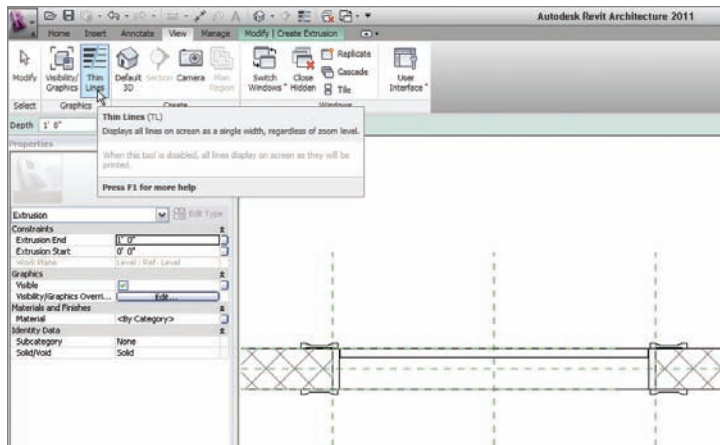 Autodesk Revit Architecture 2011
Home Insert Annotate View Manage Modify | Create Extrusion
Modify Visibility/ Graphics Thin Lines Default 3D Section Camera Plan Region Switch Windows Close Hidden Replicate Cascade Tile User Interface
Select Graphics Create Windows
Depth 1' 0"
Thin Lines (TL)
Displays all lines on screen as a single width, regardless of zoom level.
When this tool is disabled, all lines display on screen as they will be
printed.
Press F1 for more help
Properties
Extrusion Edit Type
Constraints
Extrusion End 1' 0"
Extrusion Start 0' 0"
Work Plane Level : Ref. Level
Graphics
Visible
Visibility/Graphics Overri... Edit...
Materials and Finishes
Material <By Category>
Identity Data
Subcategory None
Solid/Void Solid